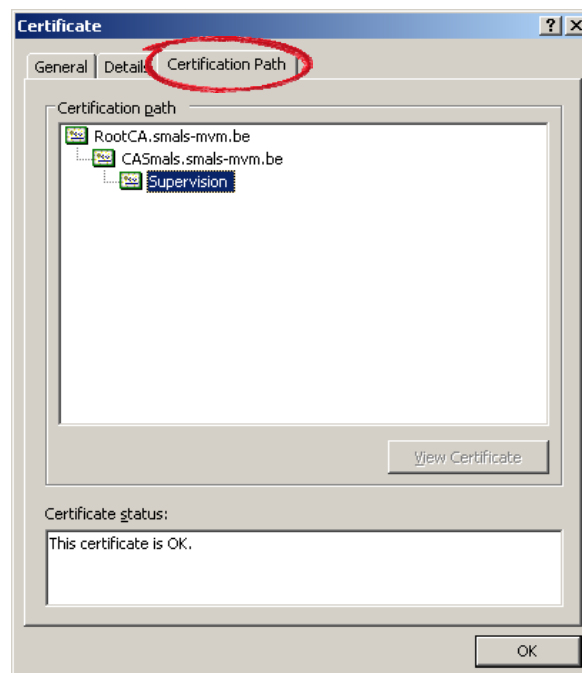 Certificate
General Details Certification Path
Certification path
RootCA.smals-mvm.be
CASmals.smals-mvm.be
Supervision
View Certificate
Certificate status:
This certificate is OK.
OK